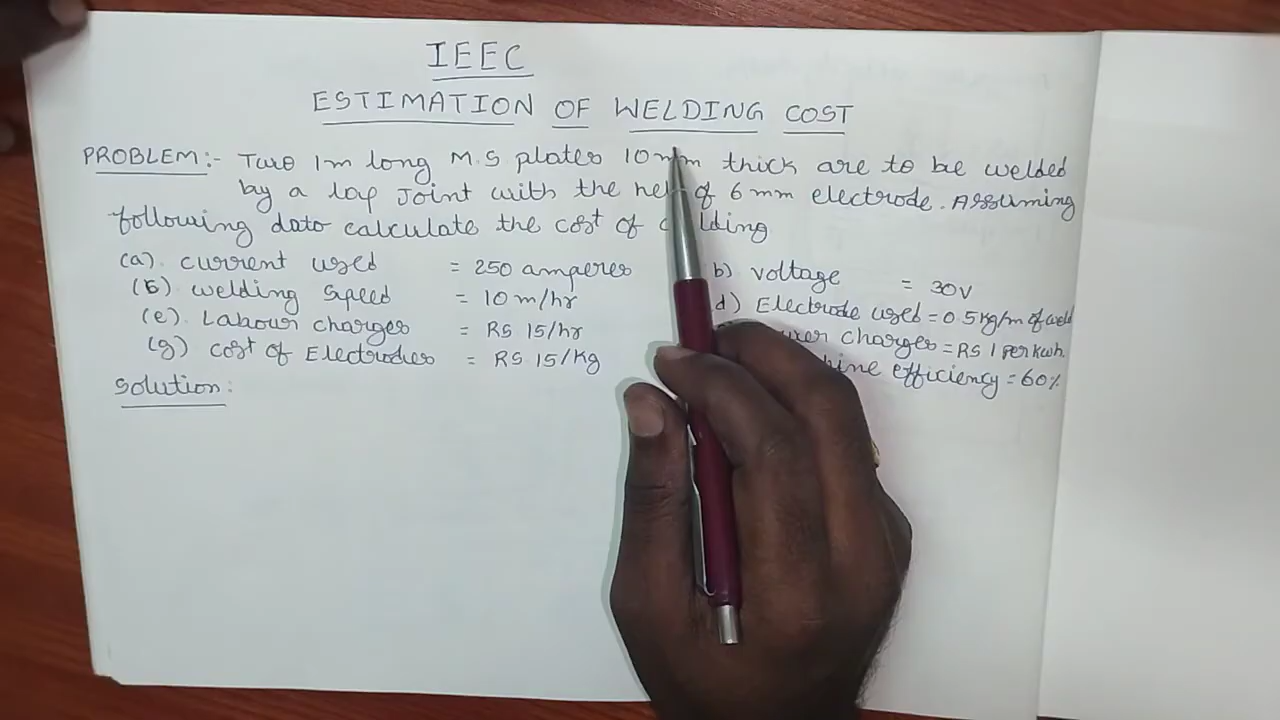 IEEC
ESTIMATION OF WELDING COST
PROBLEM:- Two 1m long M.S plates 10mm thick are to be welded
by a lap Joint with the of 6 mm electrode. Assuming
following data calculate the cost of
(a). current used = 250 amperes b) voltage = 30V
(b). welding speed = 10 m/hr d) Electrode used = 0.5kg/m of weld
(e). Labour charges = RS 15/hr charges = RS 1 per kwh.
(g) cost of Electrodes = RS 15/kg efficiency = 60%
Solution: